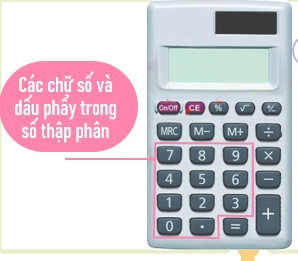 Các chữ số và
dấu phẩy trong
số thập phân
On/Off CE % √ +/-
MRC M− M+ ÷
7 8 9 ×
4 5 6 −
1 2 3 +
0 · =